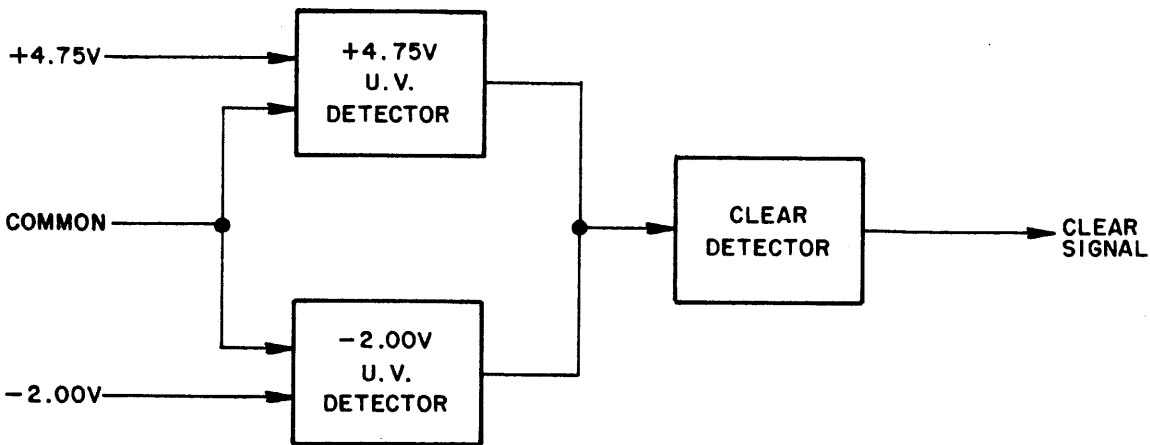 +4.75V
+4.75V
U.V.
DETECTOR
COMMON
CLEAR
DETECTOR
CLEAR
SIGNAL
-2.00V
U.V.
DETECTOR
-2.00V